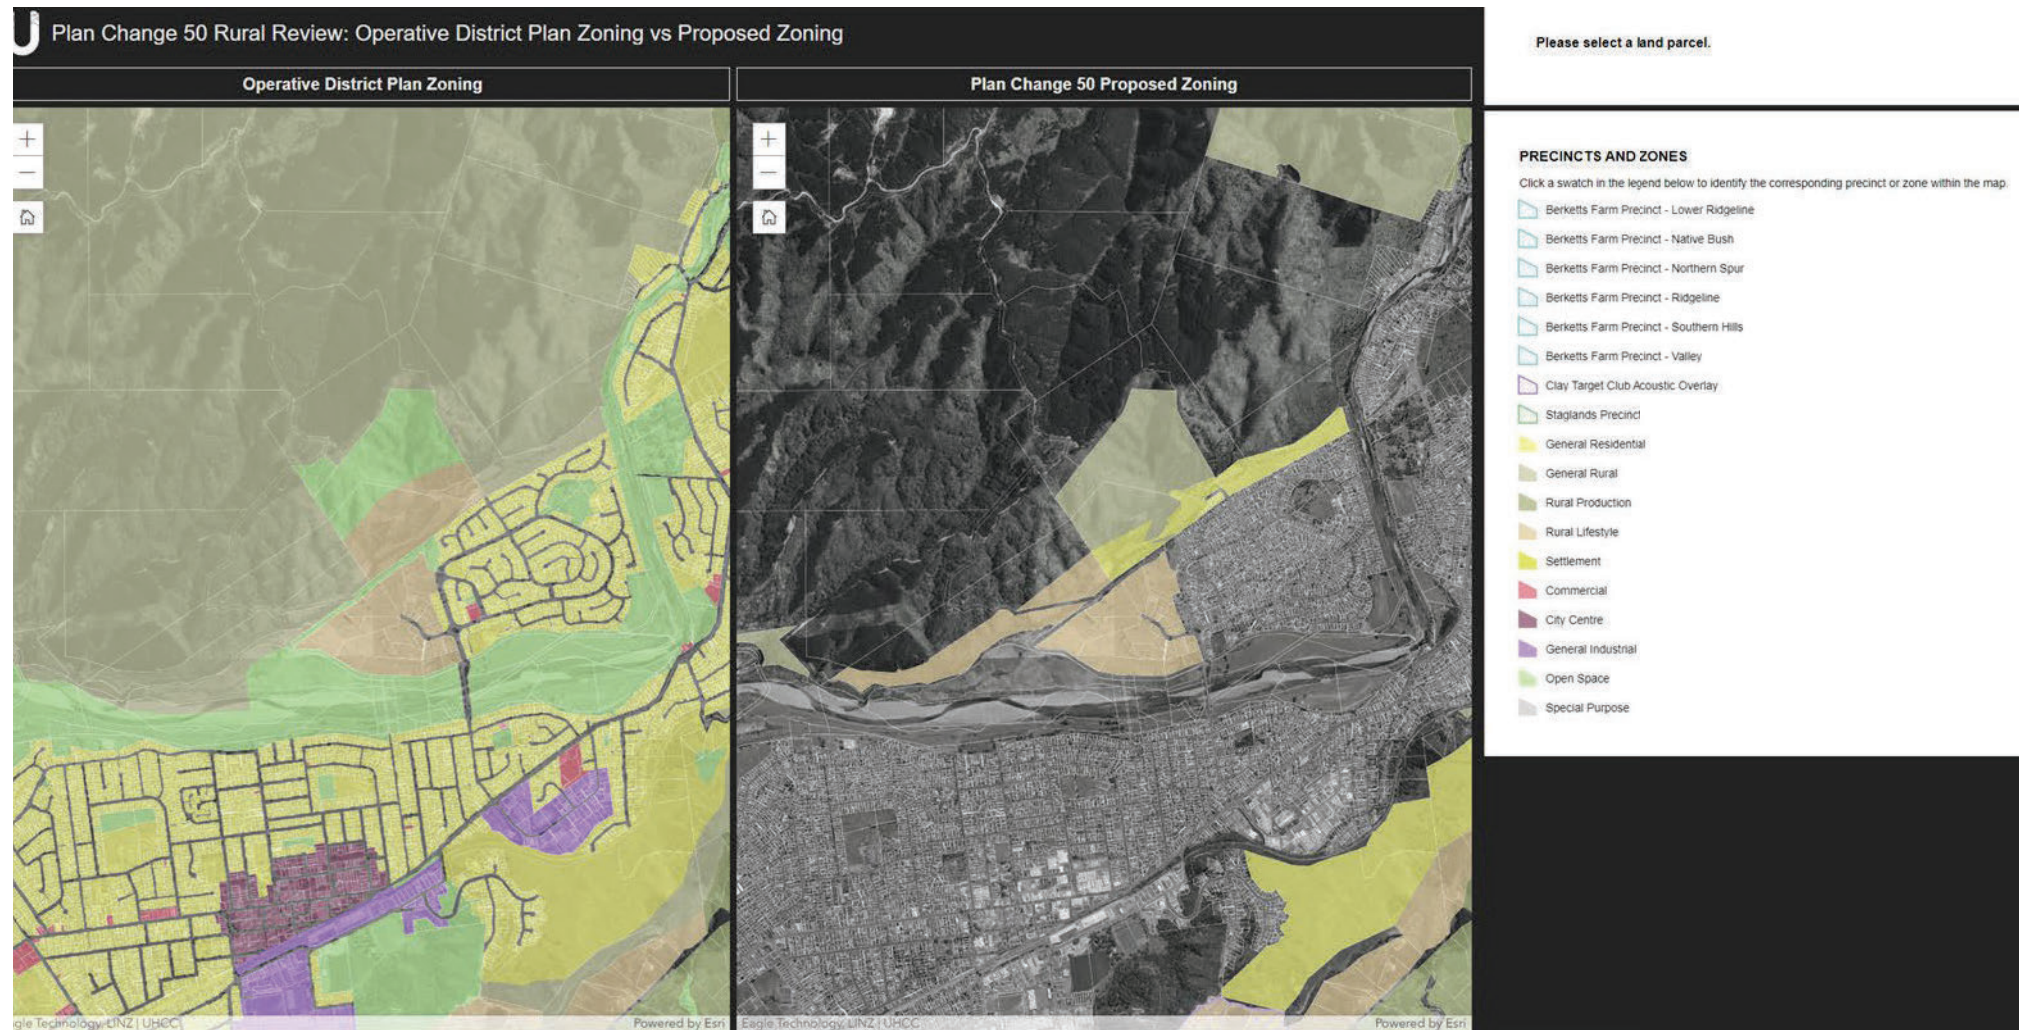 Plan Change 50 Rural Review: Operative District Plan Zoning vs Proposed Zoning
Operative District Plan Zoning
Plan Change 50 Proposed Zoning
Please select a land parcel.
PRECINCTS AND ZONES
Click a swatch in the legend below to identify the corresponding precinct or zone within the map.
Berketts Farm Precinct - Lower Ridgeline
Berketts Farm Precinct - Native Bush
Berketts Farm Precinct - Northern Spur
Berketts Farm Precinct - Ridgeline
Berketts Farm Precinct - Southern Hills
Berketts Farm Precinct - Valley
Clay Target Club Acoustic Overlay
Staglands Precinct
General Residential
General Rural
Rural Production
Rural Lifestyle
Settlement
Commercial
City Centre
General Industrial
Open Space
Special Purpose
gle Technology, LINZ | UHCC
Powered by Esri
Eagle Technology, LINZ | UHCC
Powered by Esri